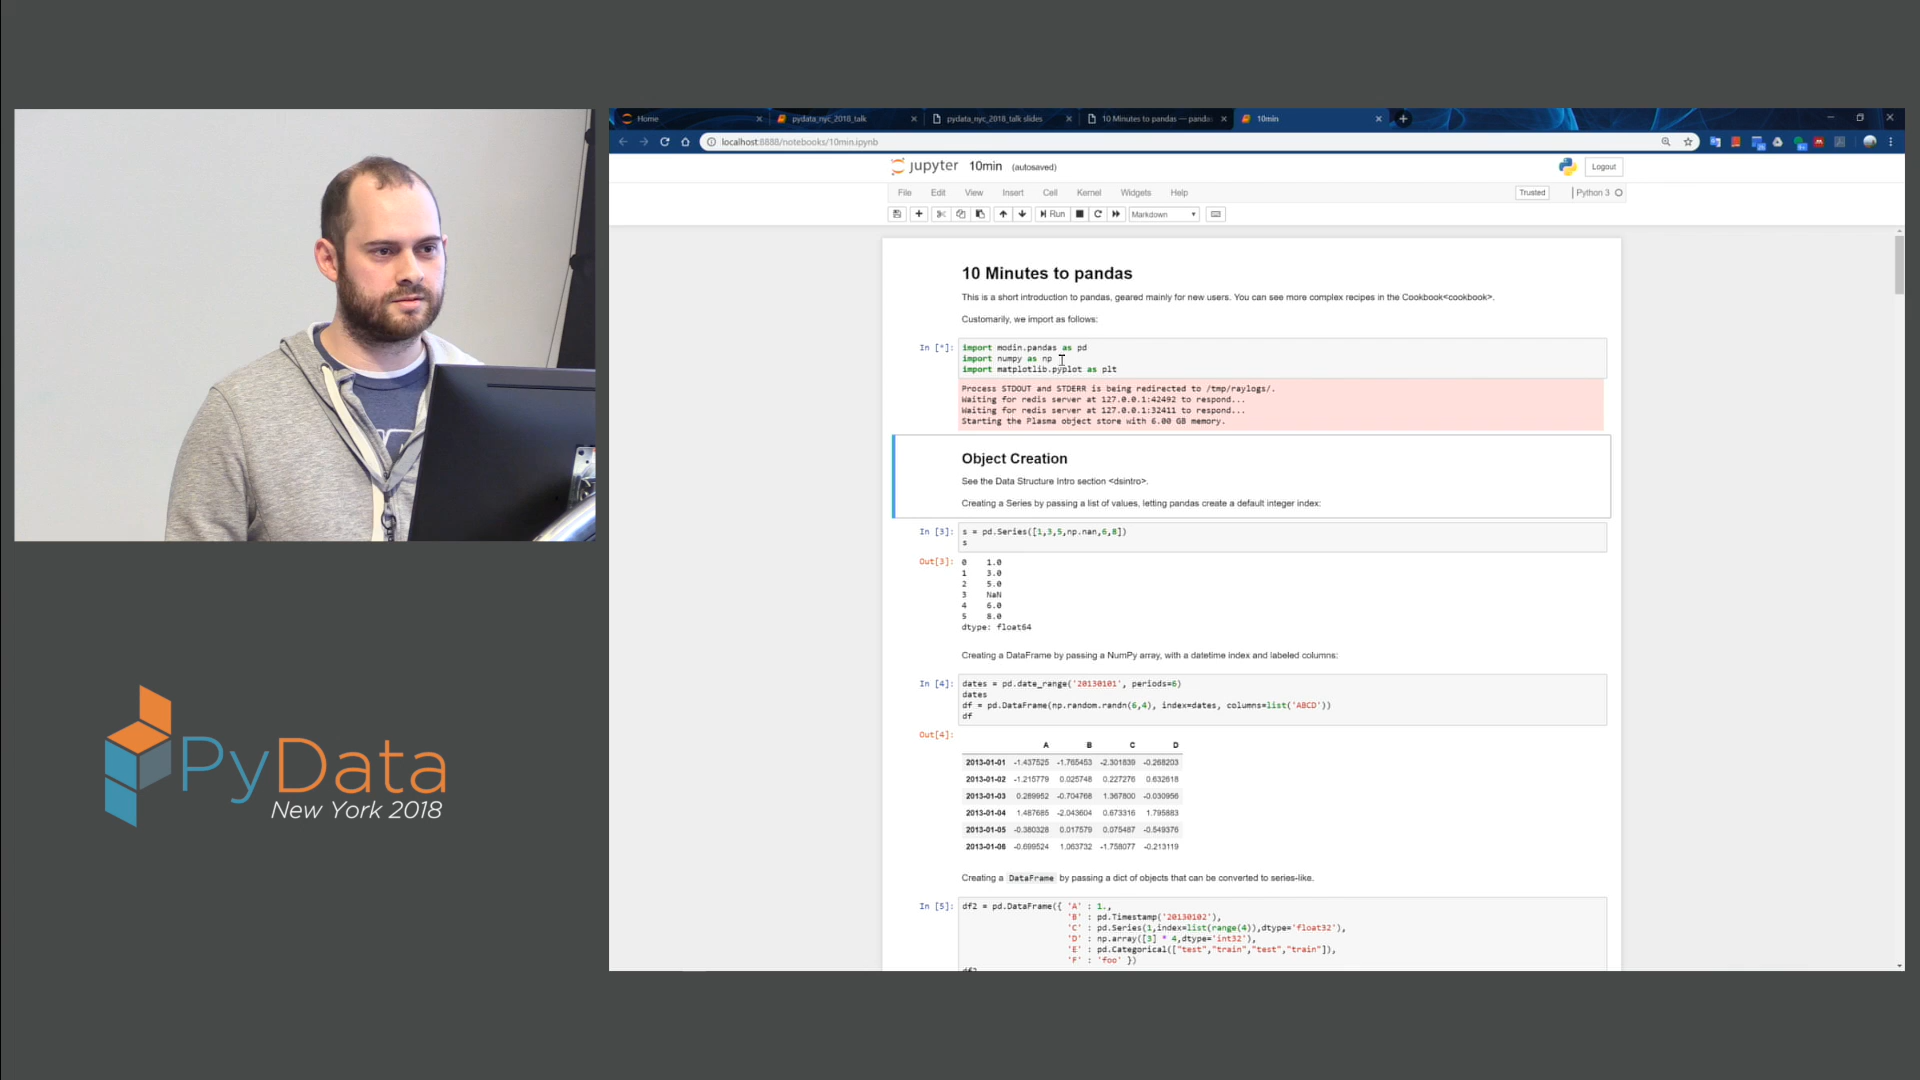 Home
pydata_nyc_2018_talk
pydata_nyc_2018_talk slides
10 Minutes to pandas — panda
10min
localhost:8888/notebooks/10min.ipynb
jupyter 10min (autosaved)
Logout
File Edit View Insert Cell Kernel Widgets Help
Trusted Python 3
Run Markdown
10 Minutes to pandas
This is a short introduction to pandas, geared mainly for new users. You can see more complex recipes in the Cookbook<cookbook>.
Customarily, we import as follows:
In [*]: import modin.pandas as pd
import numpy as np
import matplotlib.pyplot as plt
Process STDOUT and STDERR is being redirected to /tmp/raylogs/.
Waiting for redis server at 127.0.0.1:42492 to respond...
Waiting for redis server at 127.0.0.1:32411 to respond...
Starting the Plasma object store with 6.00 GB memory.
Object Creation
See the Data Structure Intro section <dsintro>.
Creating a Series by passing a list of values, letting pandas create a default integer index:
In [3]: s = pd.Series([1,3,5,np.nan,6,8])
s
Out[3]: 0 1.0
1 3.0
2 5.0
3 NaN
4 6.0
5 8.0
dtype: float64
Creating a DataFrame by passing a NumPy array, with a datetime index and labeled columns:
In [4]: dates = pd.date_range('20130101', periods=6)
dates
df = pd.DataFrame(np.random.randn(6,4), index=dates, columns=list('ABCD'))
df
Out[4]:
A B C D
2013-01-01 -1.437525 -1.765453 -2.301839 -0.268203
2013-01-02 -1.215779 0.025748 0.227276 0.632618
2013-01-03 0.289952 -0.704768 1.367800 -0.030956
2013-01-04 1.487685 -2.043604 0.673316 1.795883
2013-01-05 -0.380328 0.017579 0.075487 -0.549376
2013-01-06 -0.699524 1.063732 -1.758077 -0.213119
Creating a DataFrame by passing a dict of objects that can be converted to series-like.
In [5]: df2 = pd.DataFrame({ 'A' : 1.,
'B' : pd.Timestamp('20130102'),
'C' : pd.Series(1,index=list(range(4)),dtype='float32'),
'D' : np.array([3] * 4,dtype='int32'),
'E' : pd.Categorical(["test","train","test","train"]),
'F' : 'foo' })
df2
PyData
New York 2018